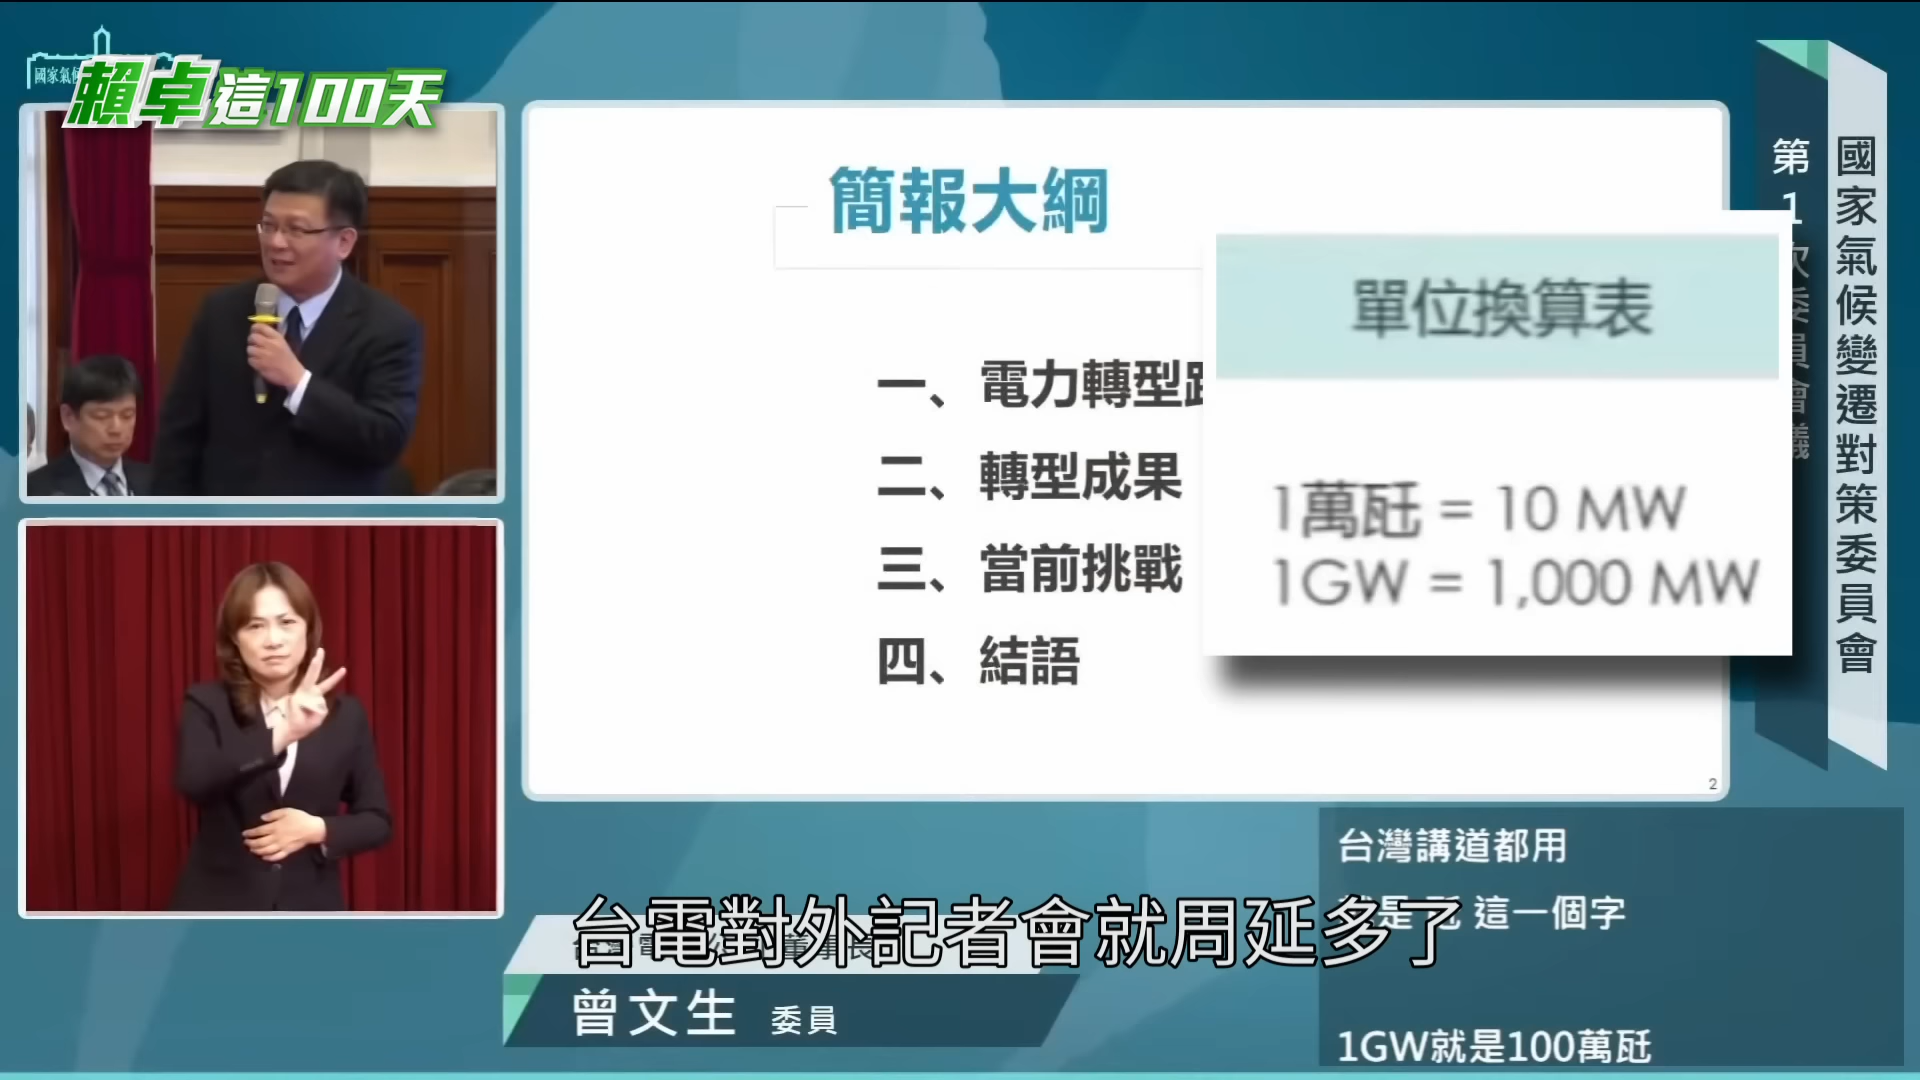 國家氣候
賴卓這100天
簡報大綱
一、電力轉型
二、轉型成果
三、當前挑戰
四、結語
2
單位換算表
1萬瓩 = 10 MW
1GW = 1,000 MW
國家氣候變遷對策委員會
第1次委員會議
台灣講道都用
是 瓩 這一個字
1GW就是100萬瓩
台電對外記者會就周延多了
董事長
曾文生 委員